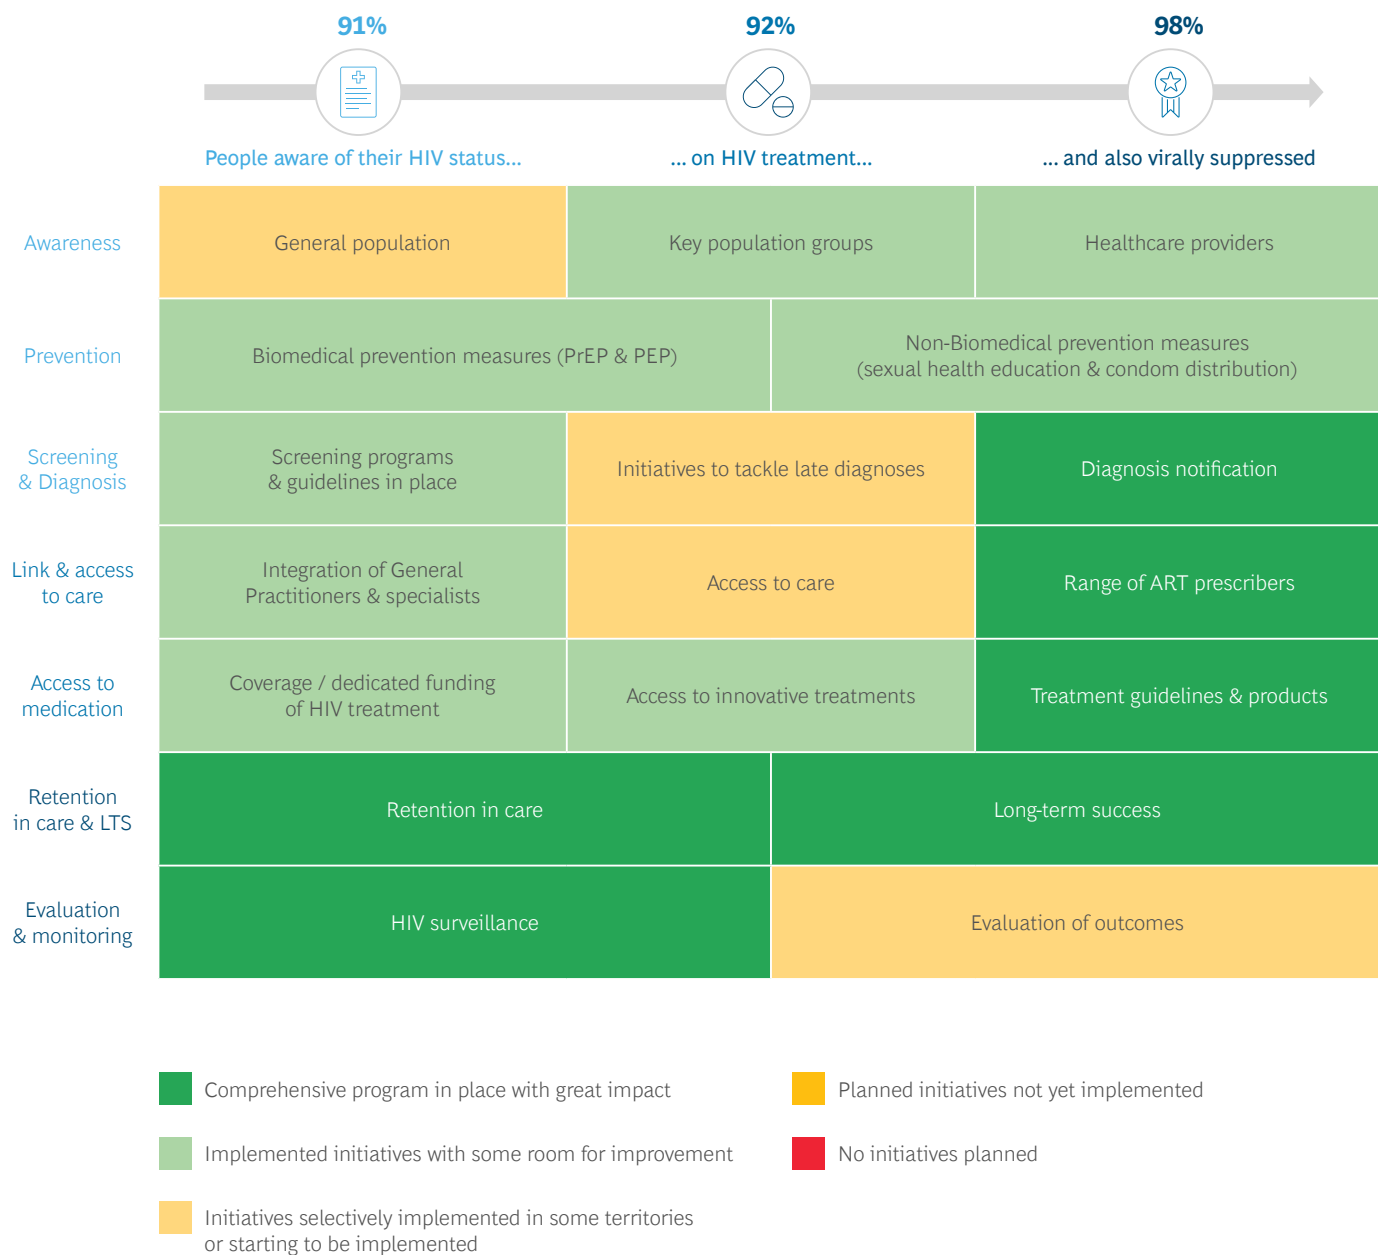 91%
92%
98%
People aware of their HIV status...
... on HIV treatment...
... and also virally suppressed
Awareness
General population
Key population groups
Healthcare providers
Prevention
Biomedical prevention measures (PrEP & PEP)
Non-Biomedical prevention measures
(sexual health education & condom distribution)
Screening
& Diagnosis
Screening programs
& guidelines in place
Initiatives to tackle late diagnoses
Diagnosis notification
Link & access
to care
Integration of General
Practitioners & specialists
Access to care
Range of ART prescribers
Access to
medication
Coverage / dedicated funding
of HIV treatment
Access to innovative treatments
Treatment guidelines & products
Retention
in care & LTS
Retention in care
Long-term success
Evaluation
& monitoring
HIV surveillance
Evaluation of outcomes
Comprehensive program in place with great impact
Planned initiatives not yet implemented
Implemented initiatives with some room for improvement
No initiatives planned
Initiatives selectively implemented in some territories
or starting to be implemented